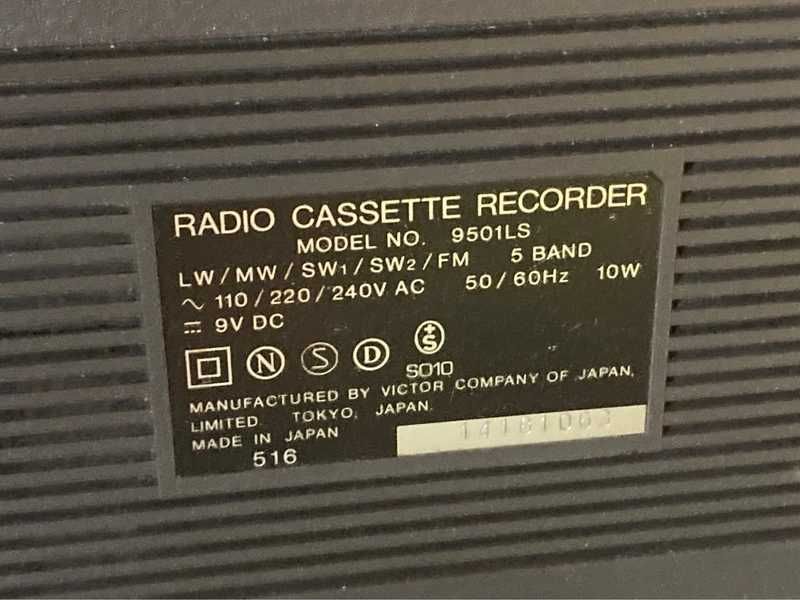 RADIO CASSETTE RECORDER
MODEL NO. 9501LS
LW/MW/SW1/SW2/FM 5 BAND
~ 110/220/240V AC 50/60Hz 10W
⎓ 9V DC
N S D +S
S010
MANUFACTURED BY VICTOR COMPANY OF JAPAN,
LIMITED. TOKYO, JAPAN.
MADE IN JAPAN
516